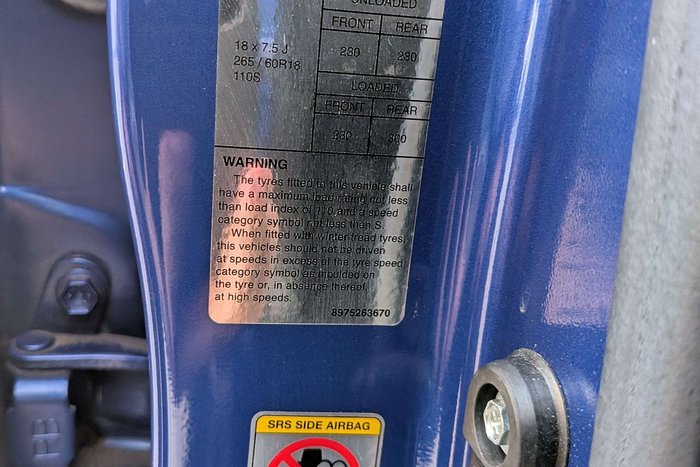 UNLOADED
FRONT REAR
18 x 7.5 J
265 / 60R18
110S
230 230
LOADED
FRONT REAR
WARNING
The tyres fitted to this vehicle shall
have a maximum load rating not less
than load index of 110 and a speed
category symbol not less than S.
When fitted with winter tread tyres
this vehicles should not be driven
at speeds in excess of the tyre speed
category symbol as moulded on
the tyre or, in absence thereof,
at high speeds.
8975263670
SRS SIDE AIRBAG